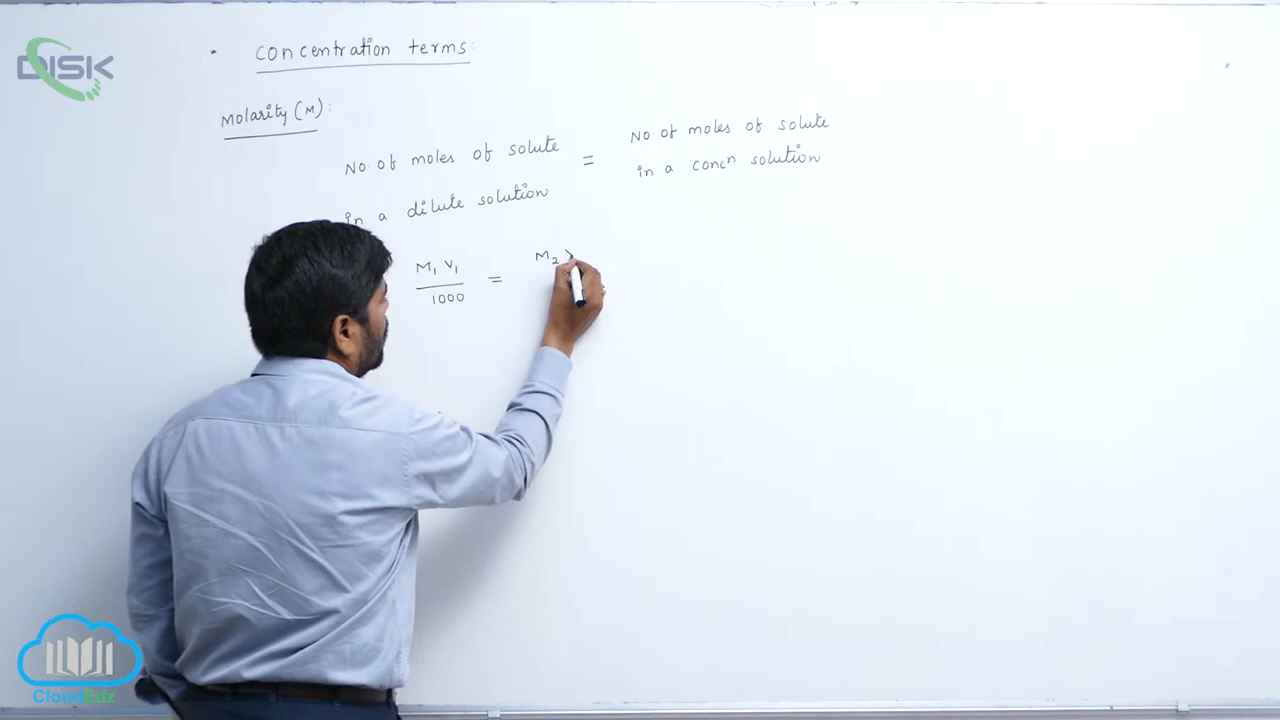 DISK
* Concentration terms:
Molarity (M):
No. of moles of solute = No of moles of solute
in a dilute solution in a concn solution
M₁ V₁ / 1000 = M₂
CloudEdz